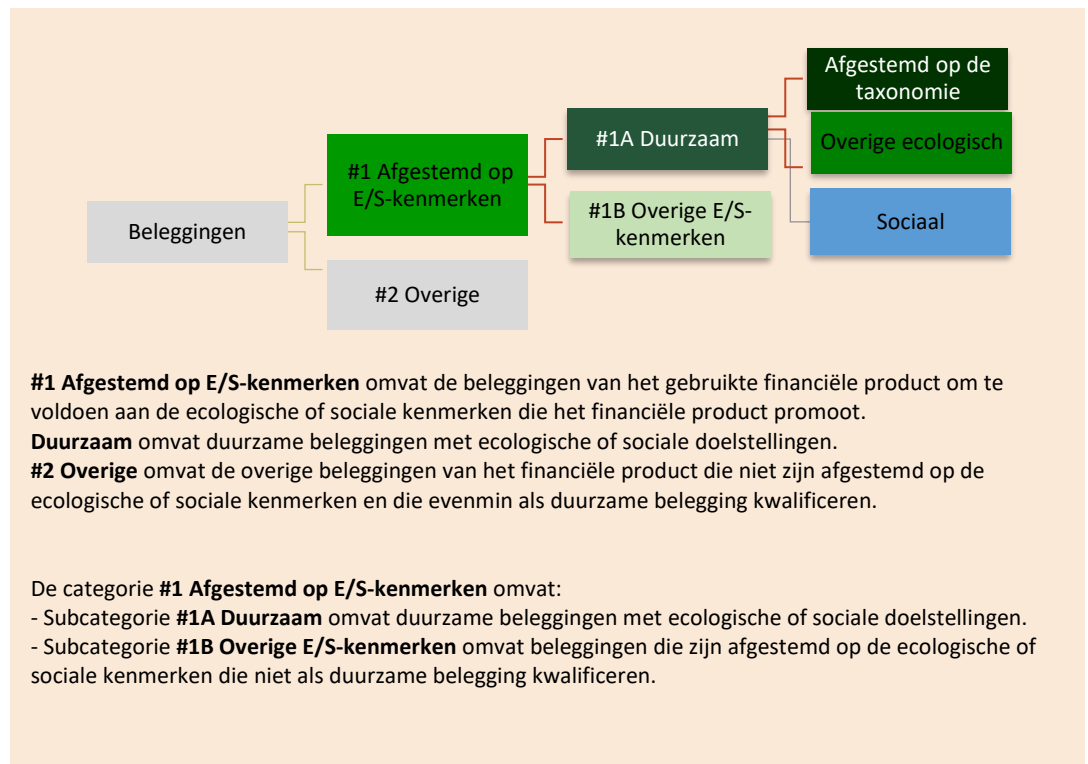 Afgestemd op de
taxonomie
#1A Duurzaam
Overige ecologisch
#1 Afgestemd op
E/S-kenmerken
#1B Overige E/S-
kenmerken
Sociaal
Beleggingen
#2 Overige
#1 Afgestemd op E/S-kenmerken omvat de beleggingen van het gebruikte financiële product om te
voldoen aan de ecologische of sociale kenmerken die het financiële product promoot.
Duurzaam omvat duurzame beleggingen met ecologische of sociale doelstellingen.
#2 Overige omvat de overige beleggingen van het financiële product die niet zijn afgestemd op de
ecologische of sociale kenmerken en die evenmin als duurzame belegging kwalificeren.
De categorie #1 Afgestemd op E/S-kenmerken omvat:
- Subcategorie #1A Duurzaam omvat duurzame beleggingen met ecologische of sociale doelstellingen.
- Subcategorie #1B Overige E/S-kenmerken omvat beleggingen die zijn afgestemd op de ecologische of
sociale kenmerken die niet als duurzame belegging kwalificeren.